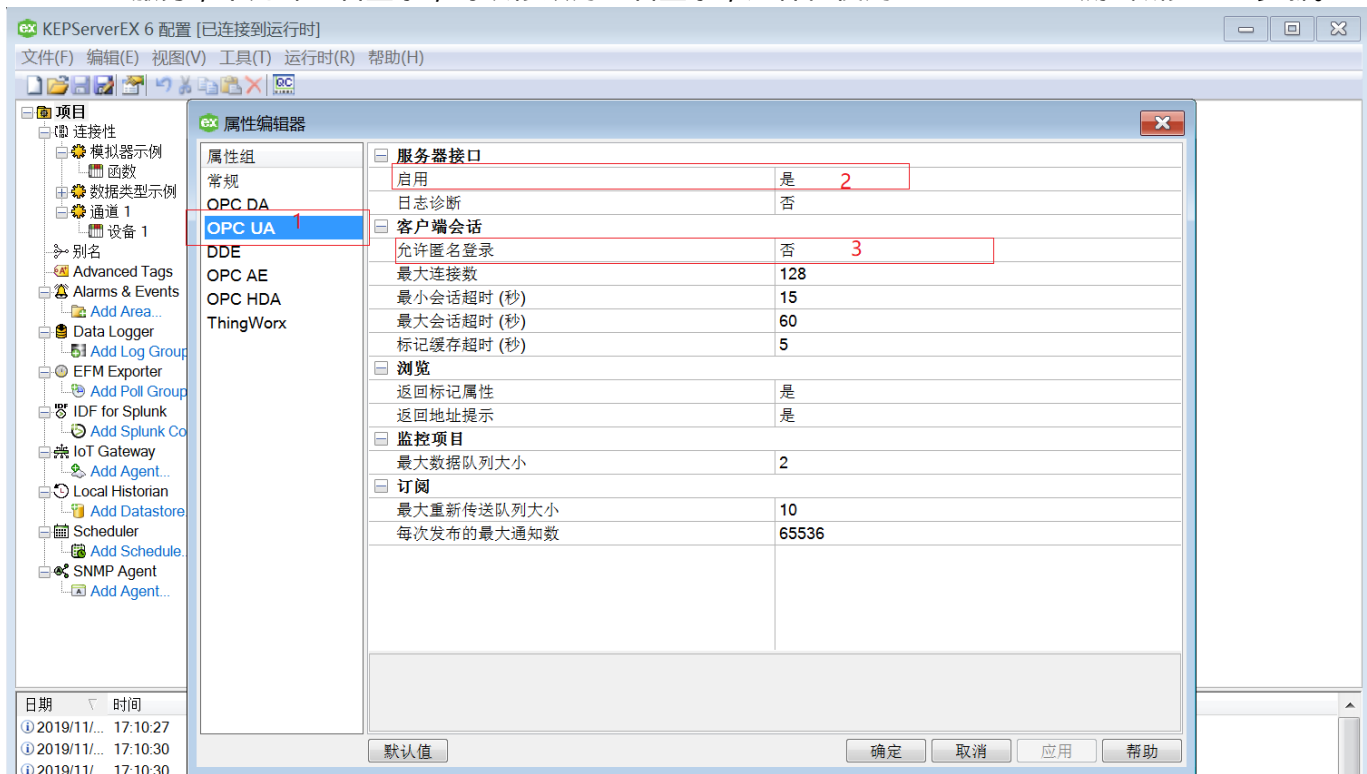 KEPServerEX 6 配置 [已连接到运行时]
文件(F) 编辑(E) 视图(V) 工具(T) 运行时(R) 帮助(H)
项目
连接性
模拟器示例
函数
数据类型示例
通道 1
设备 1
别名
Advanced Tags
Alarms & Events
Add Area...
Data Logger
Add Log Group
EFM Exporter
Add Poll Group
IDF for Splunk
Add Splunk Co
IoT Gateway
Add Agent...
Local Historian
Add Datastore
Scheduler
Add Schedule.
SNMP Agent
Add Agent...
属性编辑器
属性组
常规
OPC DA
OPC UA 1
DDE
OPC AE
OPC HDA
ThingWorx
服务器接口
启用 是 2
日志诊断 否
客户端会话
允许匿名登录 否 3
最大连接数 128
最小会话超时 (秒) 15
最大会话超时 (秒) 60
标记缓存超时 (秒) 5
浏览
返回标记属性 是
返回地址提示 是
监控项目
最大数据队列大小 2
订阅
最大重新传送队列大小 10
每次发布的最大通知数 65536
默认值 确定 取消 应用 帮助
日期 时间
2019/11/... 17:10:27
2019/11/... 17:10:30
2019/11/... 17:10:30